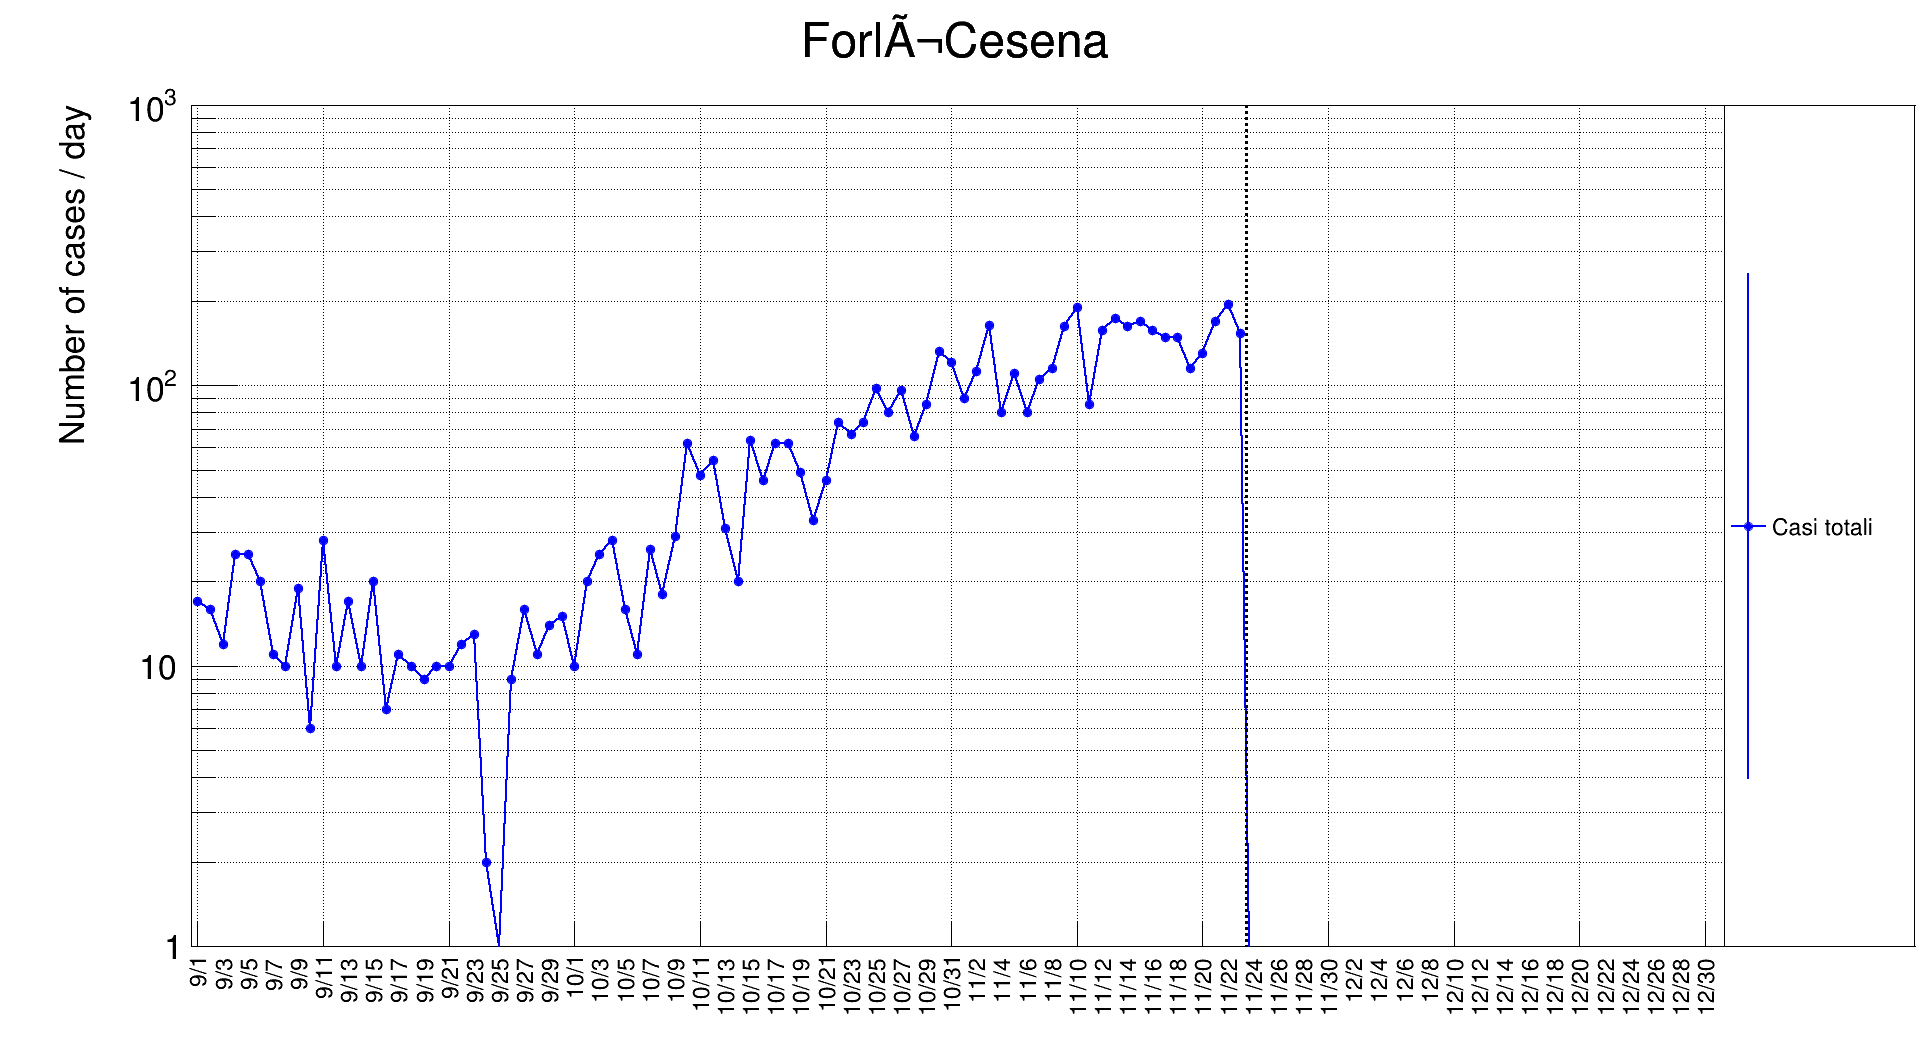 ForlÃ¬Cesena
Number of cases / day
10³
10²
10
1
9/1 9/3 9/5 9/7 9/9 9/11 9/13 9/15 9/17 9/19 9/21 9/23 9/25 9/27 9/29 10/1 10/3 10/5 10/7 10/9 10/11 10/13 10/15 10/17 10/19 10/21 10/23 10/25 10/27 10/29 10/31 11/2 11/4 11/6 11/8 11/10 11/12 11/14 11/16 11/18 11/20 11/22 11/24 11/26 11/28 11/30 12/2 12/4 12/6 12/8 12/10 12/12 12/14 12/16 12/18 12/20 12/22 12/24 12/26 12/28 12/30
Casi totali